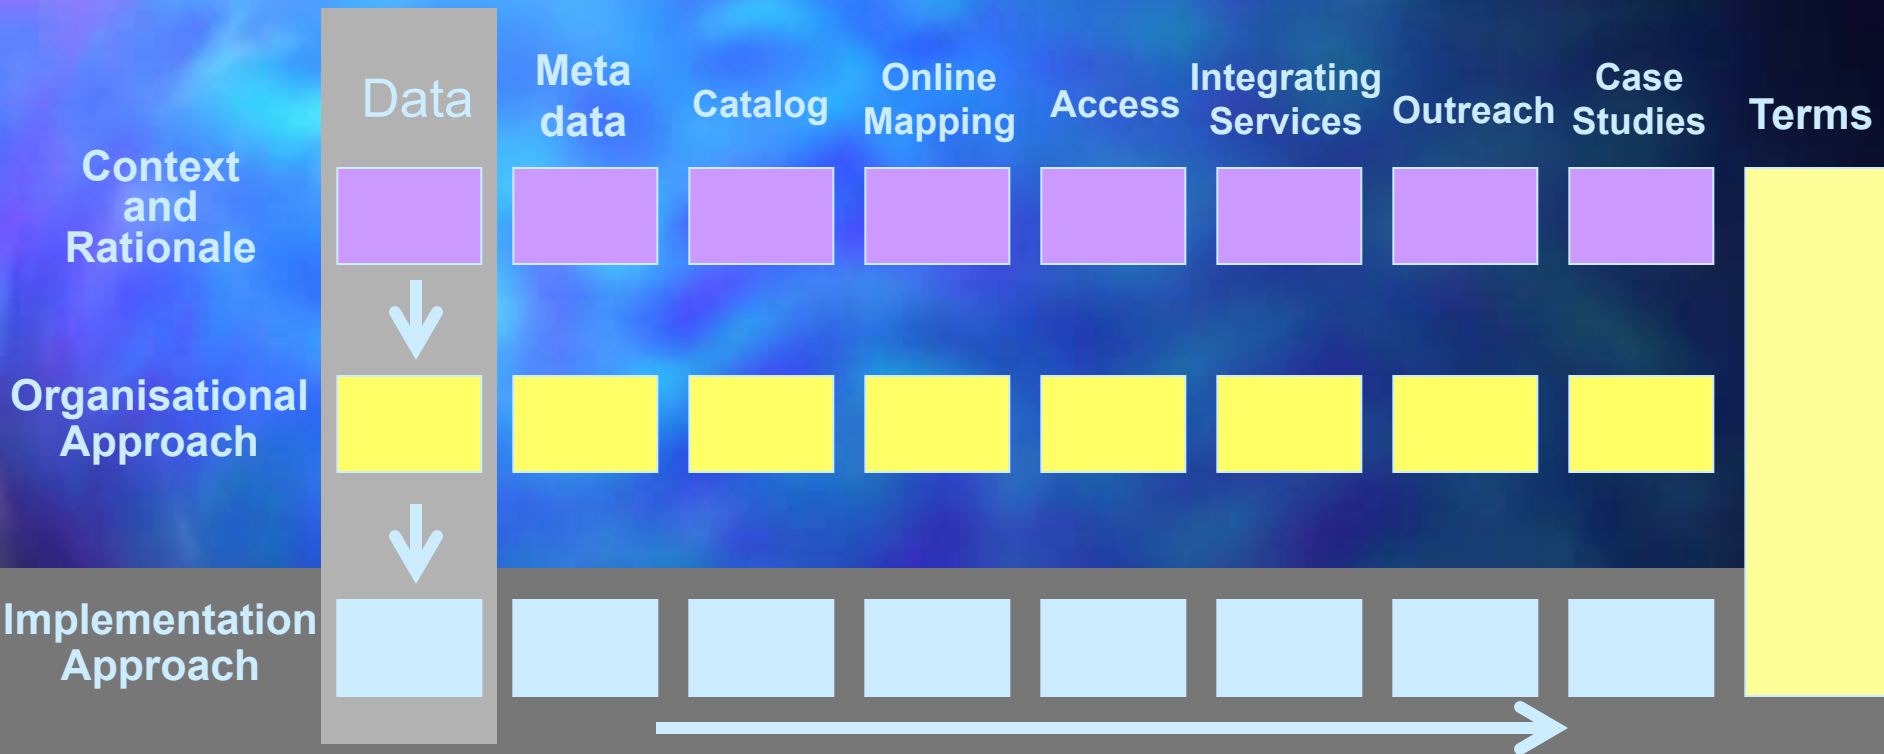 Data
Meta
data
Catalog
Online
Mapping
Access
Integrating
Services
Outreach
Case
Studies
Terms
Context
and
Rationale
Organisational
Approach
Implementation
Approach